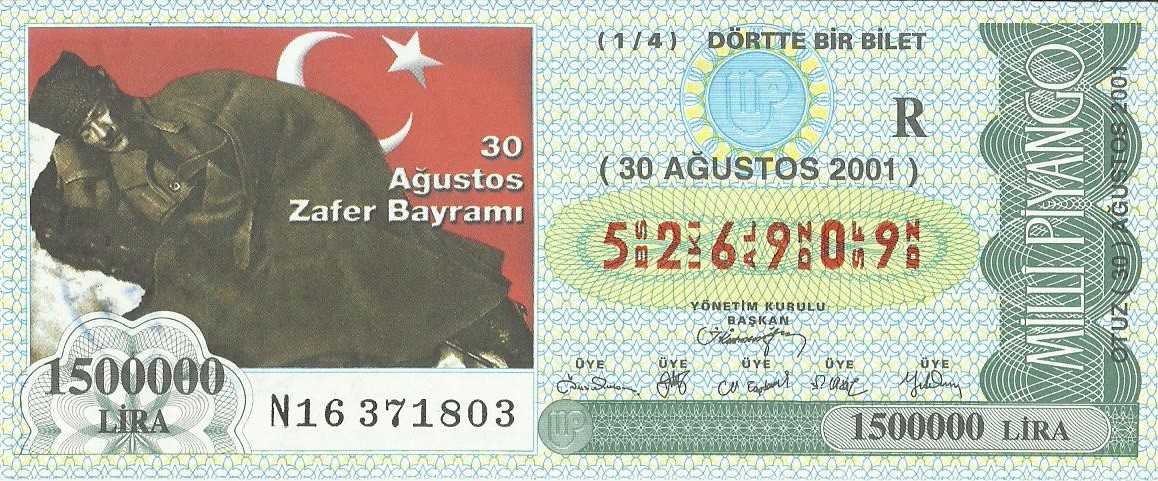 30
Ağustos
Zafer Bayramı
1500000
LİRA
N16 371803
(1/4) DÖRTTE BİR BİLET
R
(30 AĞUSTOS 2001)
5 2 6 9 0 9
YÖNETİM KURULU
BAŞKAN
ÜYE ÜYE ÜYE ÜYE ÜYE
1500000 LİRA
MİLLİ PİYANGO
OTUZ (30) AĞUSTOS 2001